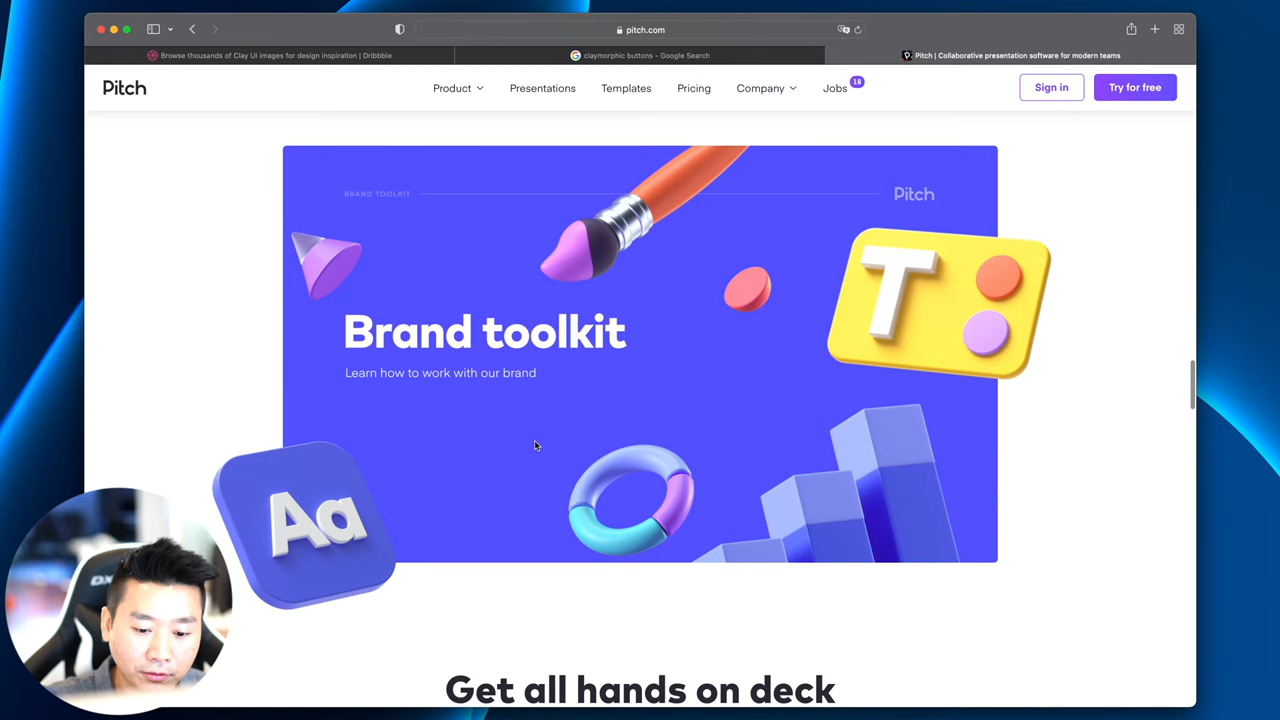 pitch.com
Browse thousands of Clay UI images for design inspiration | Dribbble
claymorphic buttons - Google Search
Pitch | Collaborative presentation software for modern teams
Pitch
Product
Presentations
Templates
Pricing
Company
Jobs
18
Sign in
Try for free
BRAND TOOLKIT
Pitch
T
Brand toolkit
Learn how to work with our brand
Aa
DX
Get all hands on deck